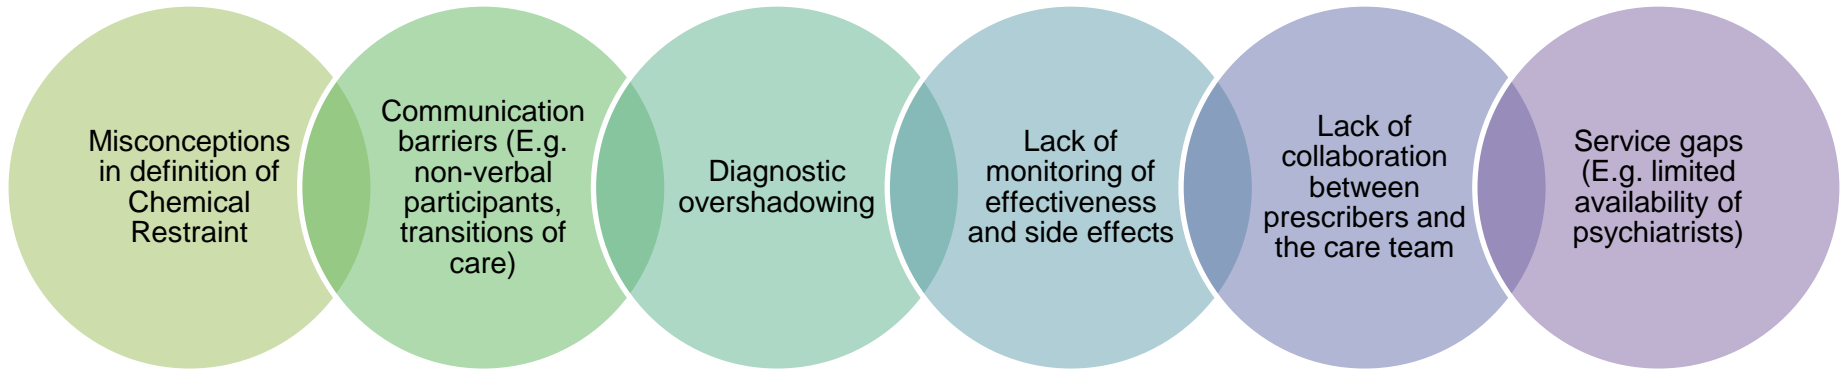 Misconceptions
in definition of
Chemical
Restraint
Communication
barriers (E.g.
non-verbal
participants,
transitions of
care)
Diagnostic
overshadowing
Lack of
monitoring of
effectiveness
and side effects
Lack of
collaboration
between
prescribers and
the care team
Service gaps
(E.g. limited
availability of
psychiatrists)